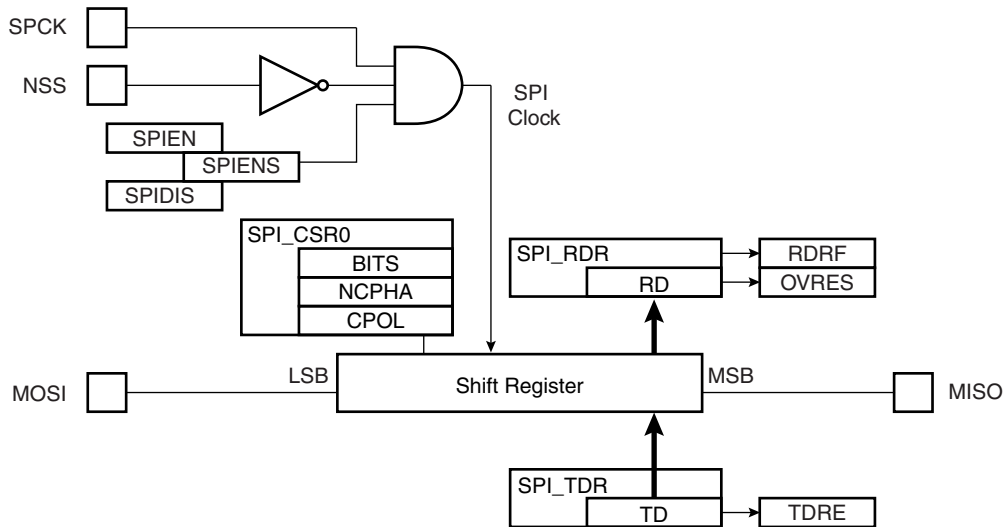 SPCK
NSS
SPI
Clock
SPIEN
SPIENS
SPIDIS
SPI_CSR0
BITS
NCPHA
CPOL
SPI_RDR
RD
RDRF
OVRES
LSB
Shift Register
MSB
MOSI
MISO
SPI_TDR
TD
TDRE